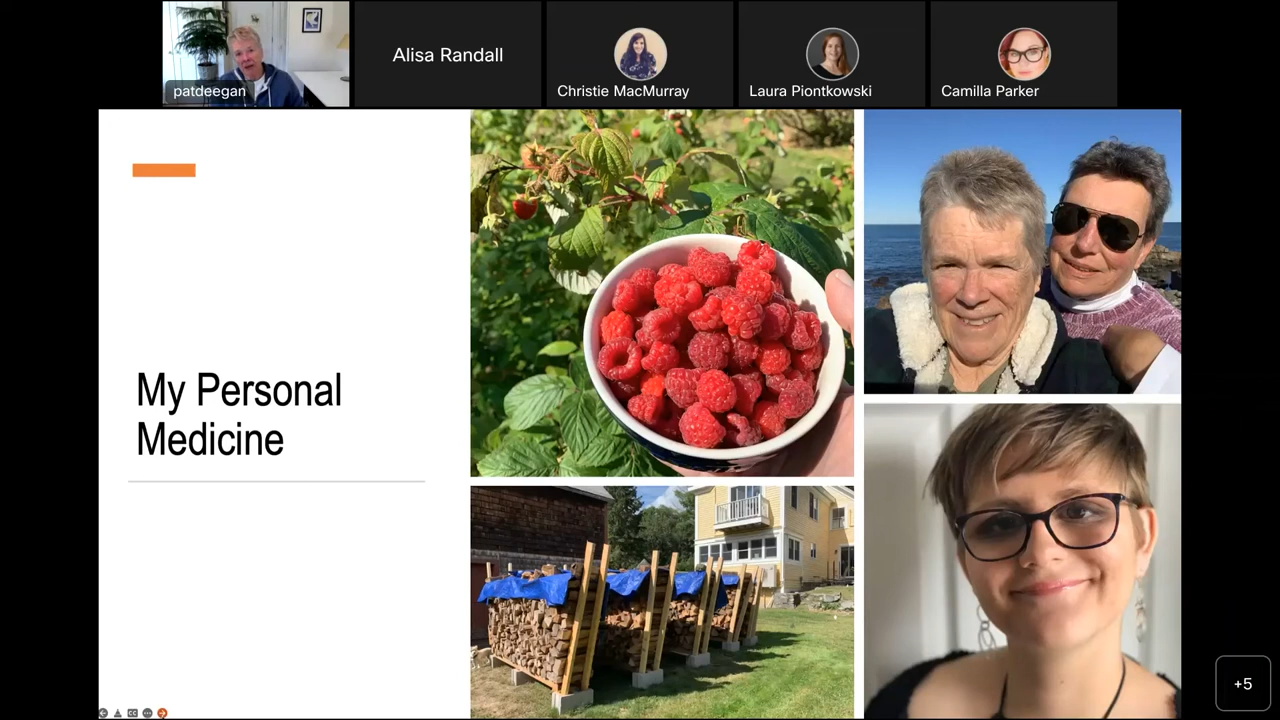 patdeegan
Alisa Randall
Christie MacMurray
Laura Piontkowski
Camilla Parker
My Personal
Medicine
+5